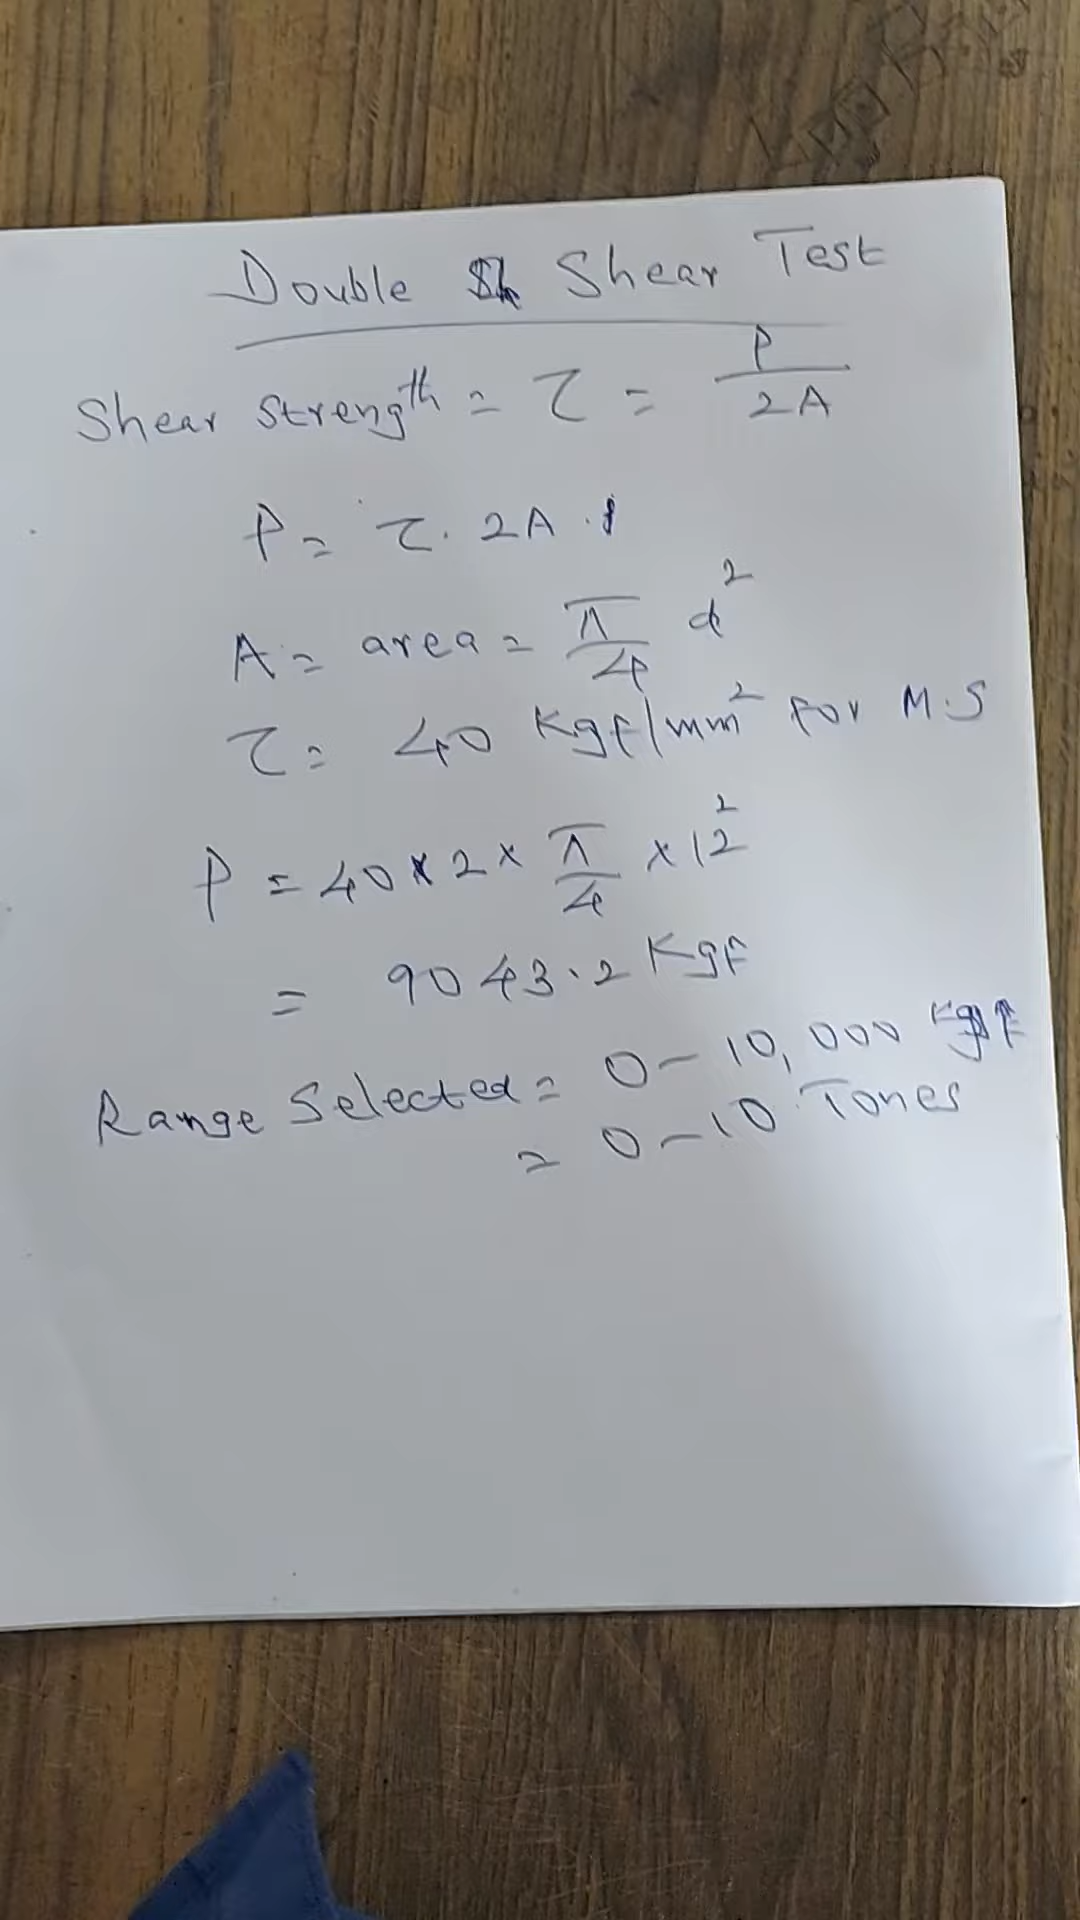 Double Shear Test
Shear Strength = τ = P/2A
P = τ. 2A.
A = area = π/4 d²
τ = 40 Kgf/mm² For M.S
P = 40 x 2 x π/4 x 12²
= 9043.2 KgF
Range Selected = 0 - 10,000 Kgf
= 0 - 10 Tones